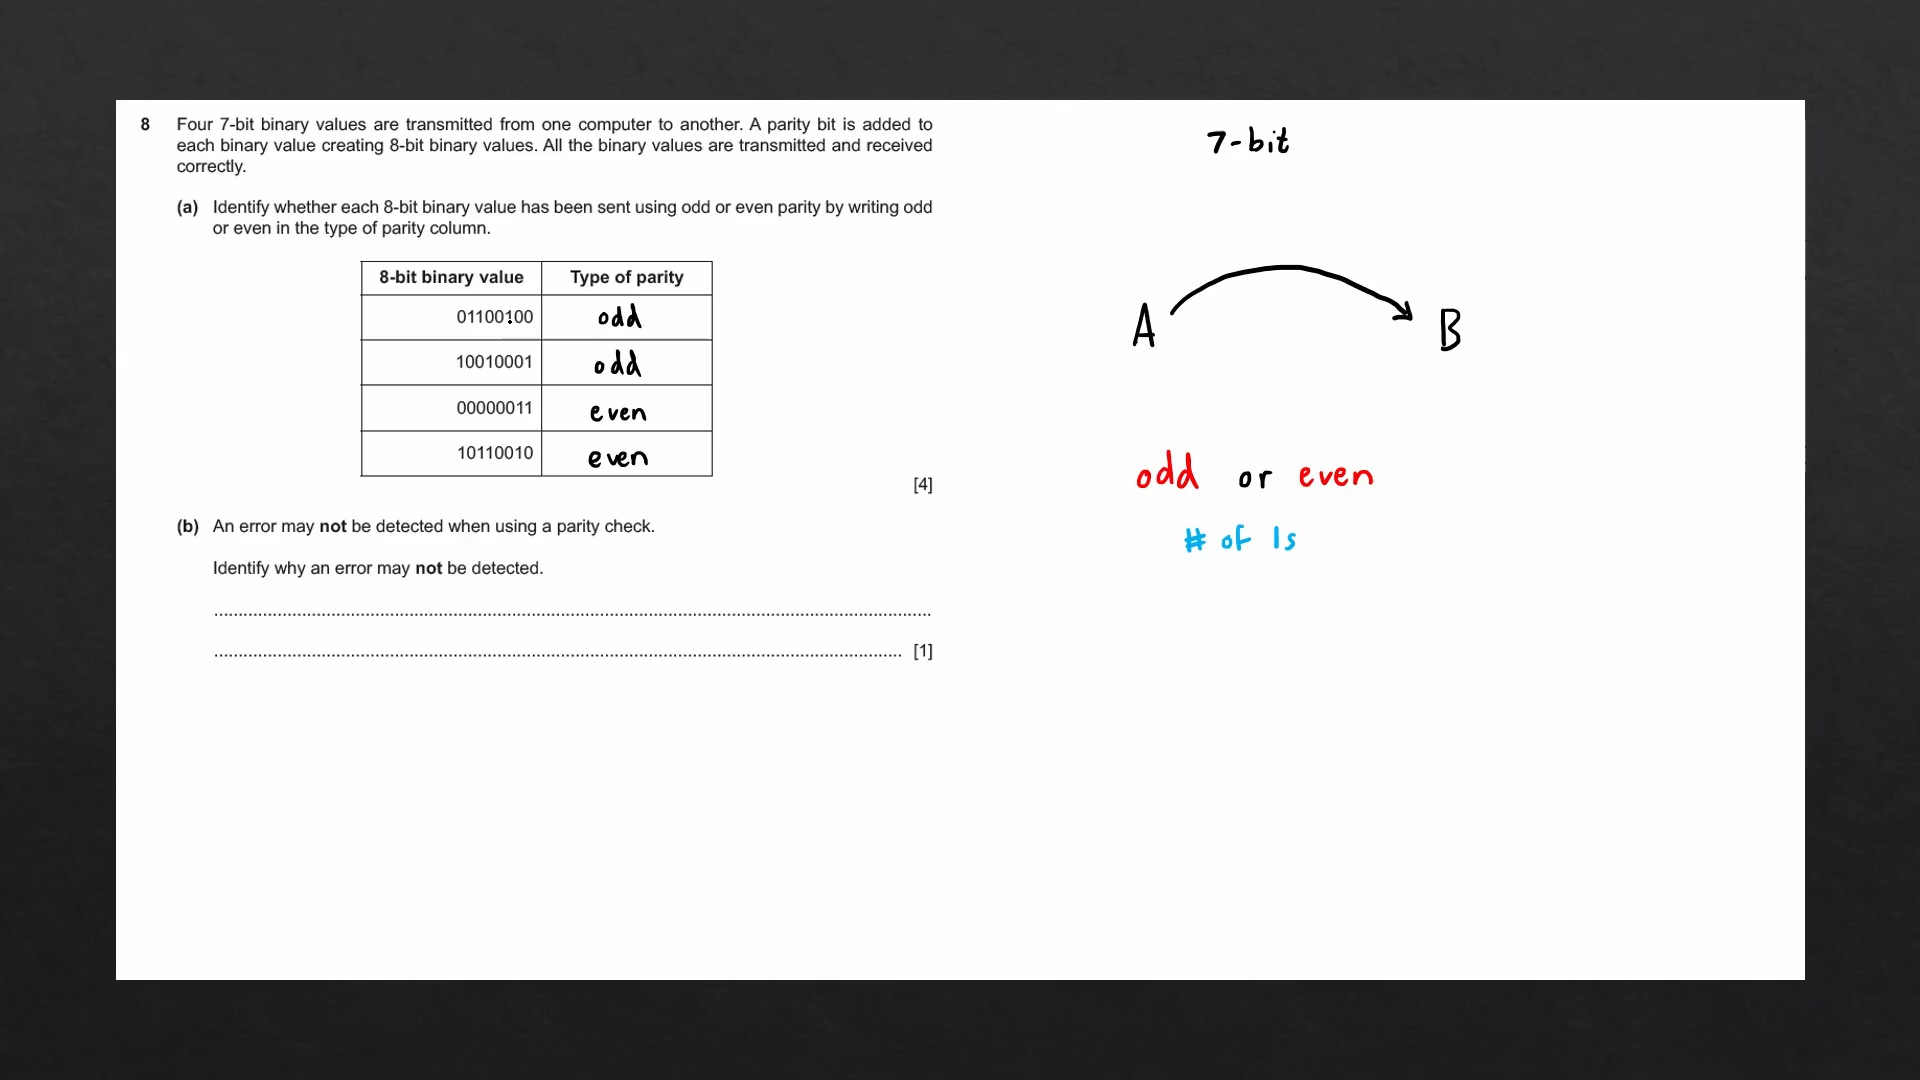 8 Four 7-bit binary values are transmitted from one computer to another. A parity bit is added to
each binary value creating 8-bit binary values. All the binary values are transmitted and received
correctly.
(a) Identify whether each 8-bit binary value has been sent using odd or even parity by writing odd
or even in the type of parity column.
8-bit binary value Type of parity
01100100 odd
10010001 odd
00000011 even
10110010 even
[4]
(b) An error may not be detected when using a parity check.
Identify why an error may not be detected.
[1]
7-bit
A B
odd or even
# of 1s